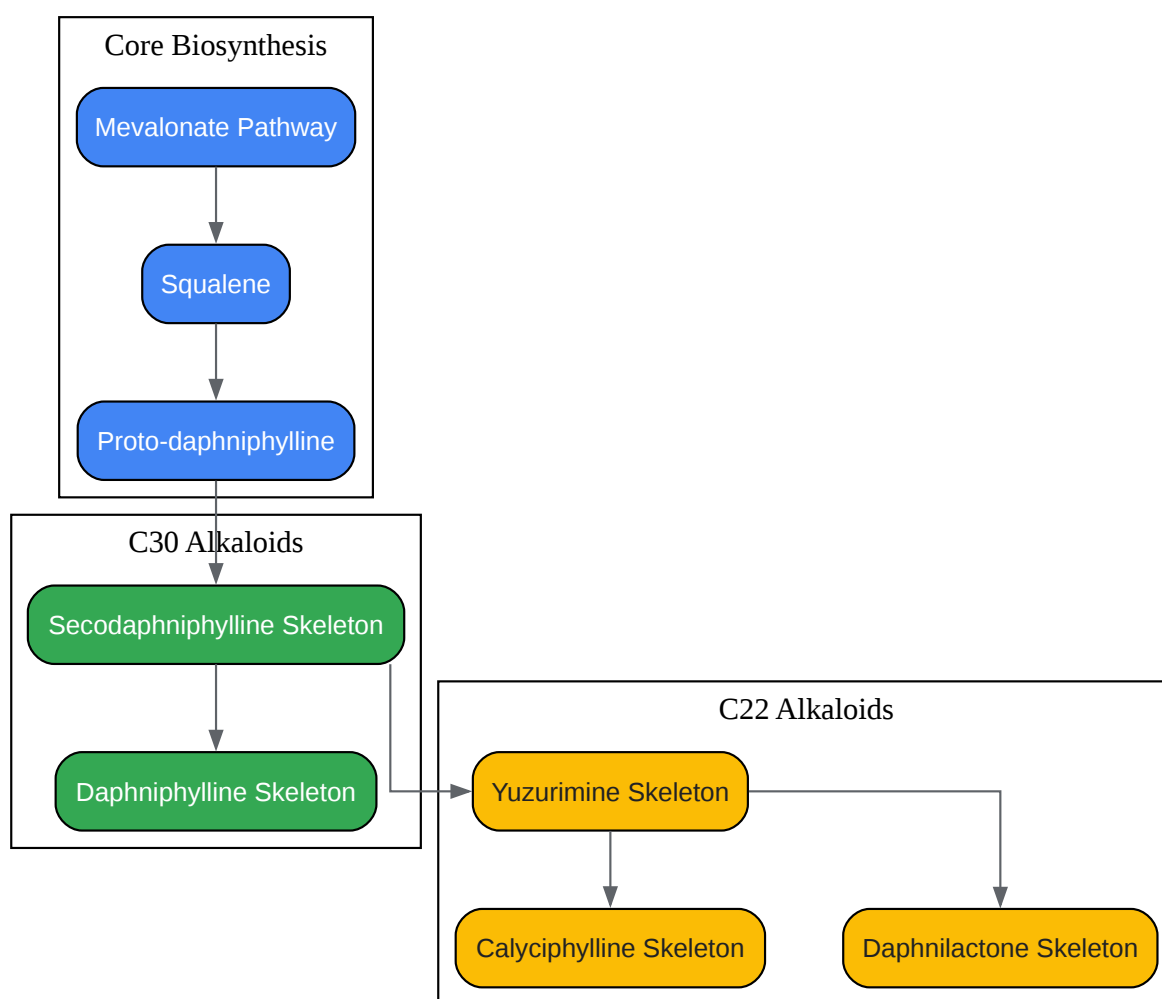 Core Biosynthesis
Mevalonate Pathway
Squalene
Proto-daphniphylline
C30 Alkaloids
Secodaphniphylline Skeleton
Daphniphylline Skeleton
C22 Alkaloids
Yuzurimine Skeleton
Calyciphylline Skeleton
Daphnilactone Skeleton